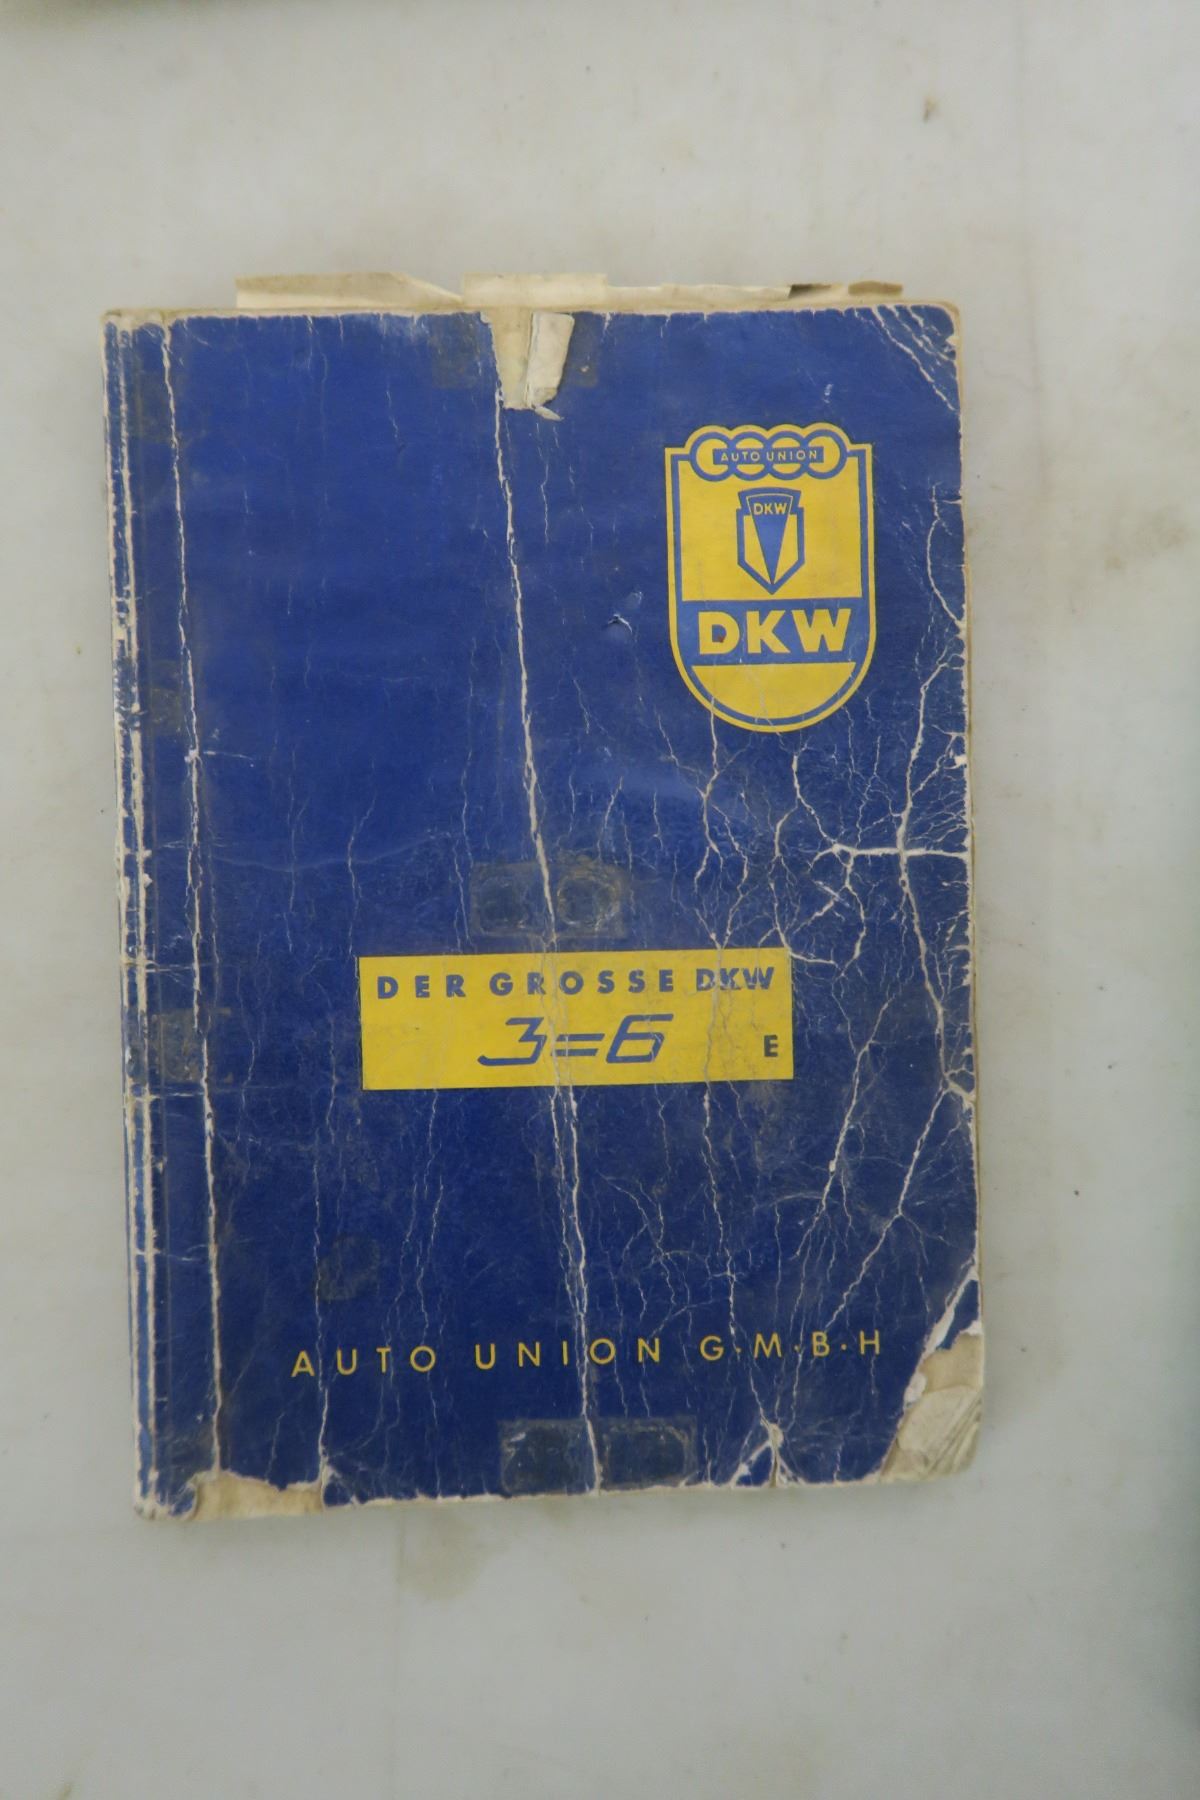 AUTO UNION
DKW
DKW
DER GROSSE DKW
3=6
E
AUTO UNION G·M·B·H